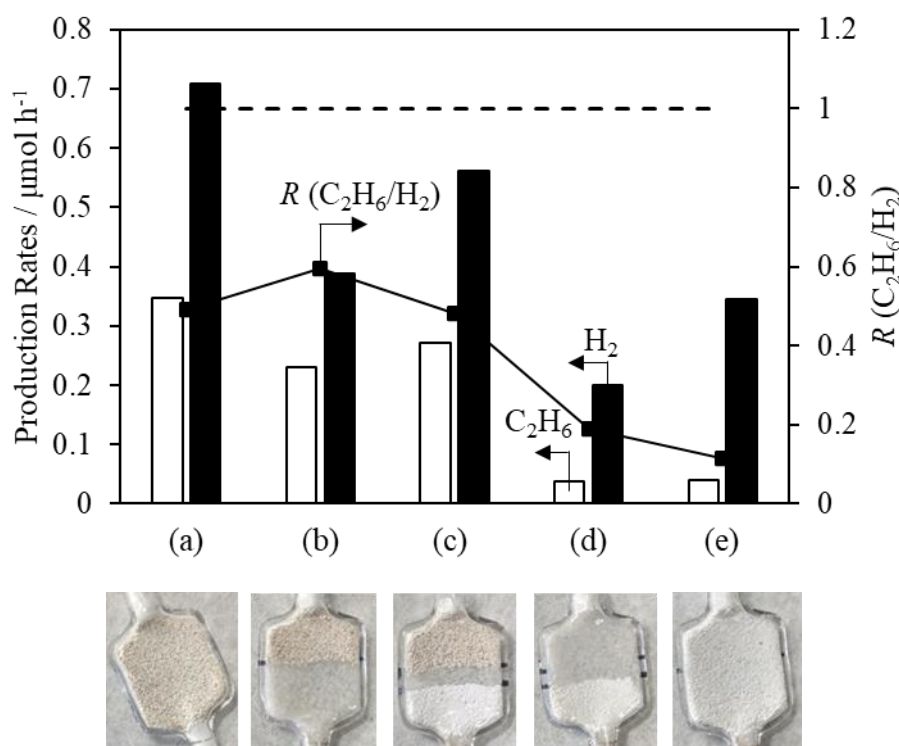 Production Rates / µmol h⁻¹
0.8
0.7
0.6
0.5
0.4
0.3
0.2
0.1
0
R (C₂H₆/H₂)
H₂
C₂H₆
1.2
1
0.8
0.6
0.4
0.2
0
R (C₂H₆/H₂)
(a) (b) (c) (d) (e)